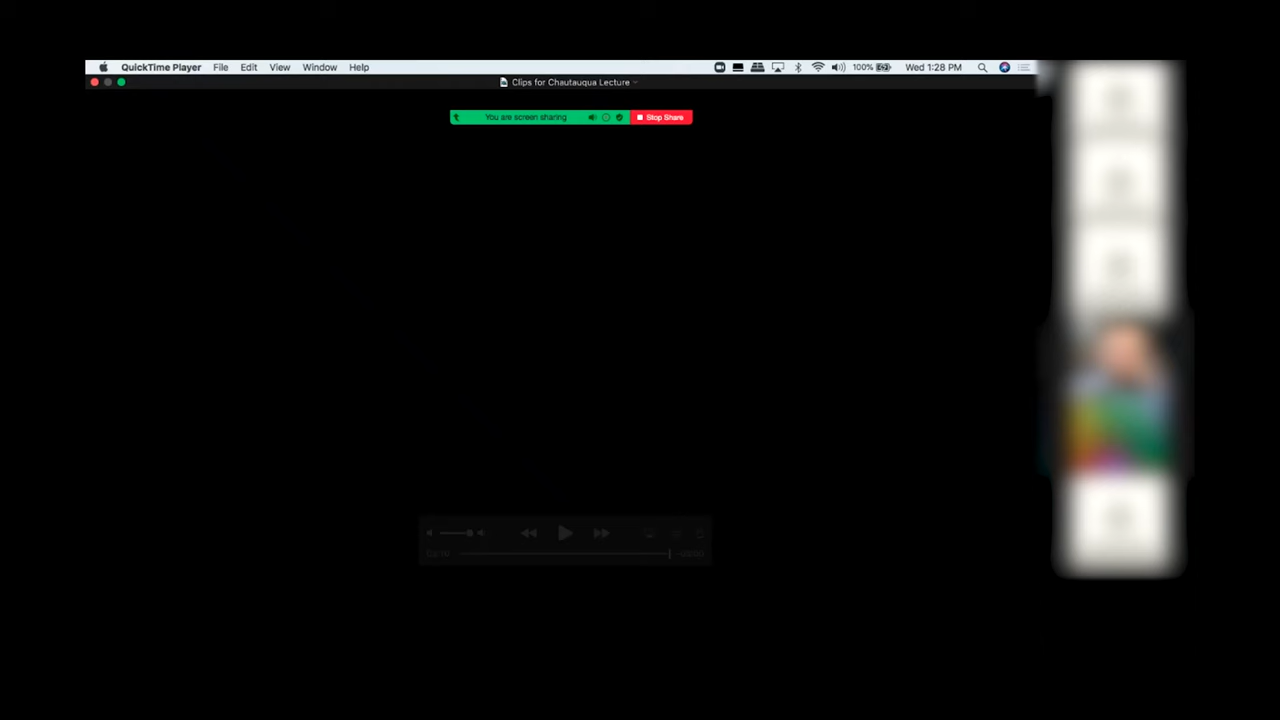 QuickTime Player File Edit View Window Help 100% Wed 1:28 PM
Clips for Chautauqua Lecture
You are screen sharing Stop Share